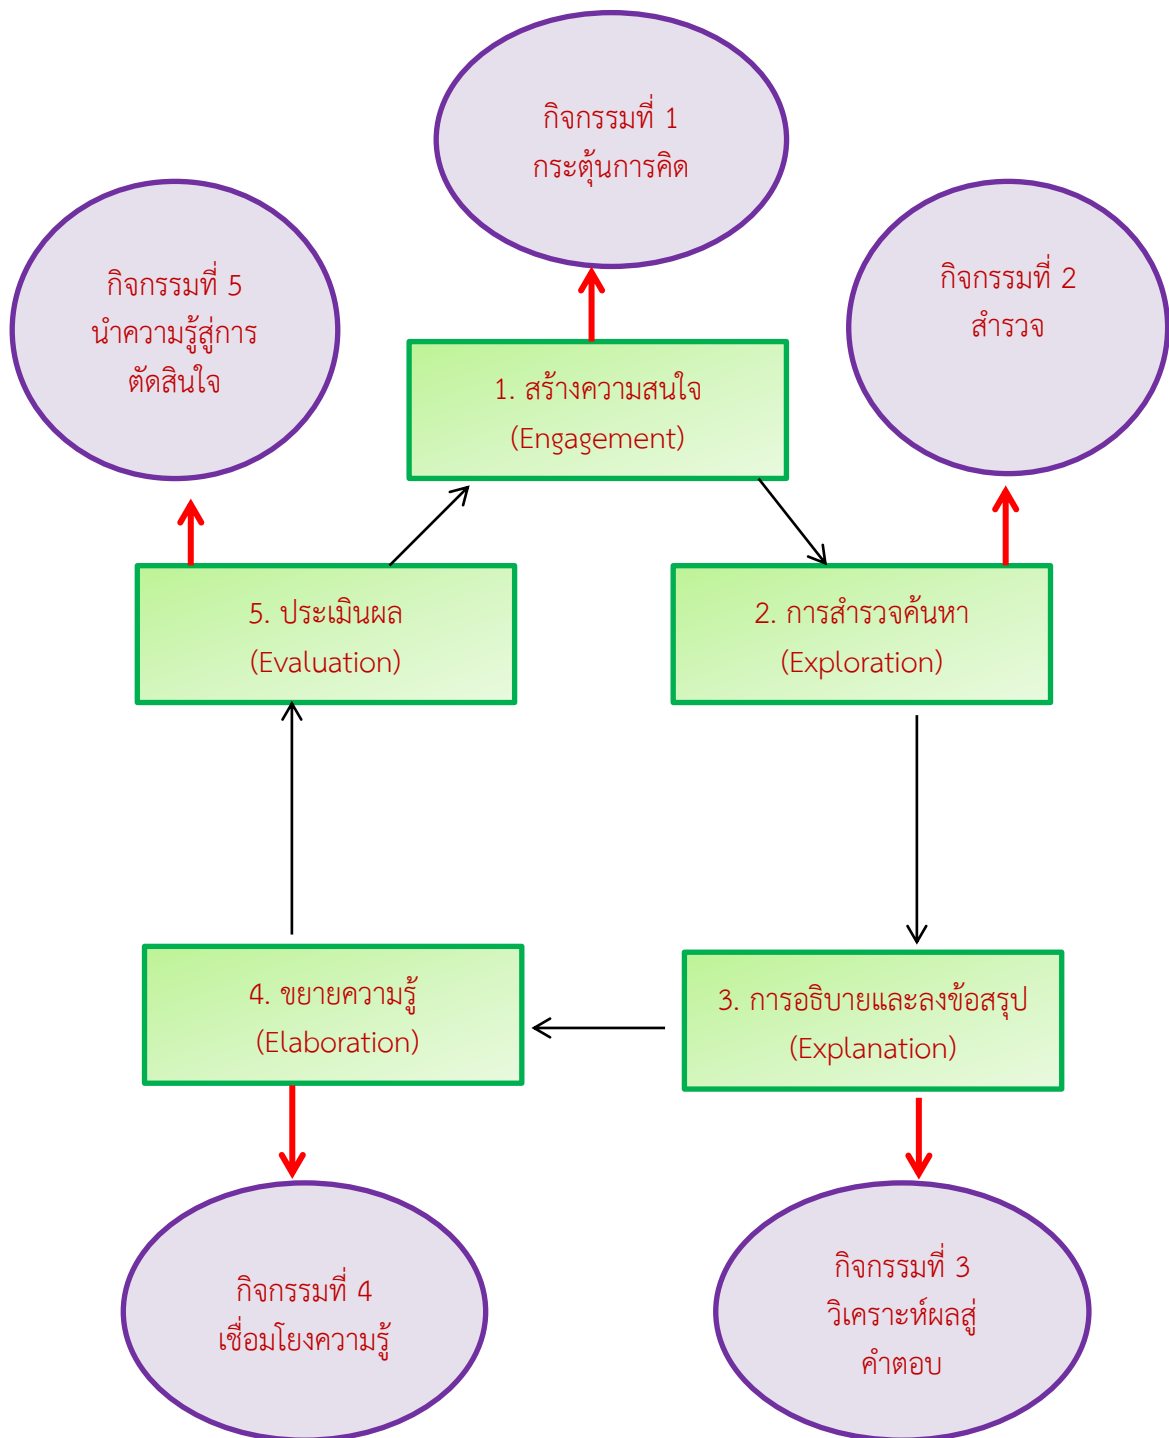 กิจกรรมที่ 1
กระตุ้นการคิด
กิจกรรมที่ 2
สำรวจ
กิจกรรมที่ 5
นำความรู้สู่การ
ตัดสินใจ
1. สร้างความสนใจ
(Engagement)
5. ประเมินผล
(Evaluation)
2. การสำรวจค้นหา
(Exploration)
4. ขยายความรู้
(Elaboration)
3. การอธิบายและลงข้อสรุป
(Explanation)
กิจกรรมที่ 4
เชื่อมโยงความรู้
กิจกรรมที่ 3
วิเคราะห์ผลสู่
คำตอบ